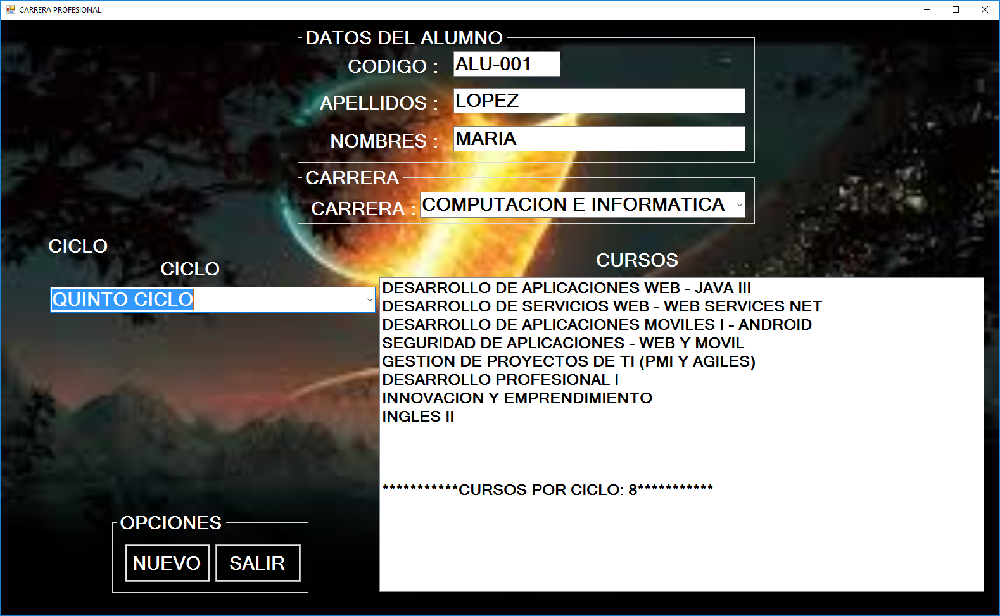 CARRERA PROFESIONAL
DATOS DEL ALUMNO
CODIGO : ALU-001
APELLIDOS : LOPEZ
NOMBRES : MARIA
CARRERA
CARRERA : COMPUTACION E INFORMATICA
CICLO
CICLO
QUINTO CICLO
CURSOS
DESARROLLO DE APLICACIONES WEB - JAVA III
DESARROLLO DE SERVICIOS WEB - WEB SERVICES NET
DESARROLLO DE APLICACIONES MOVILES I - ANDROID
SEGURIDAD DE APLICACIONES - WEB Y MOVIL
GESTION DE PROYECTOS DE TI (PMI Y AGILES)
DESARROLLO PROFESIONAL I
INNOVACION Y EMPRENDIMIENTO
INGLES II
***********CURSOS POR CICLO: 8***********
OPCIONES
NUEVO SALIR